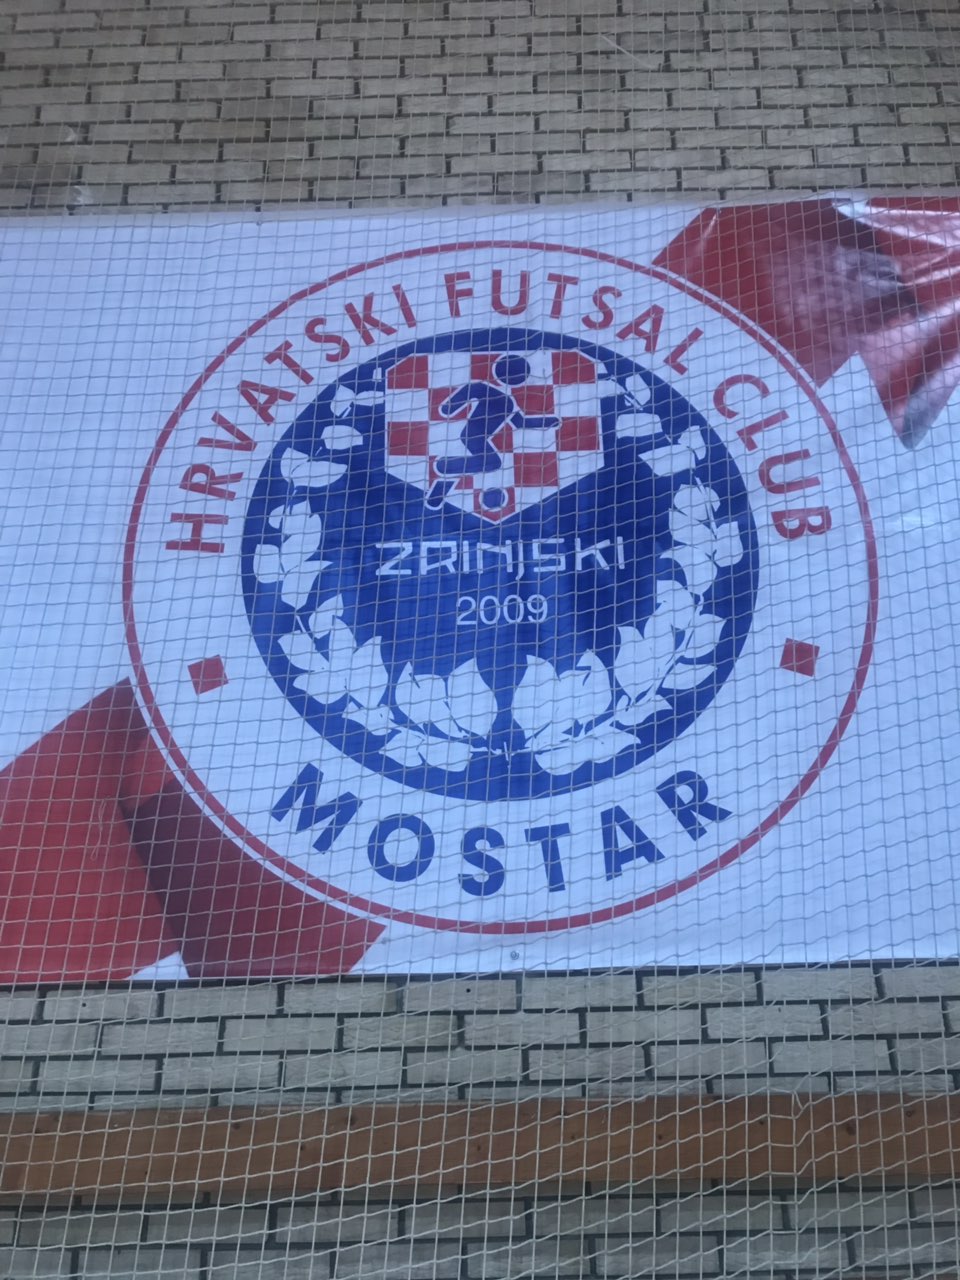 HRVATSKI FUTSAL CLUB
ZRINJSKI
2009
MOSTAR